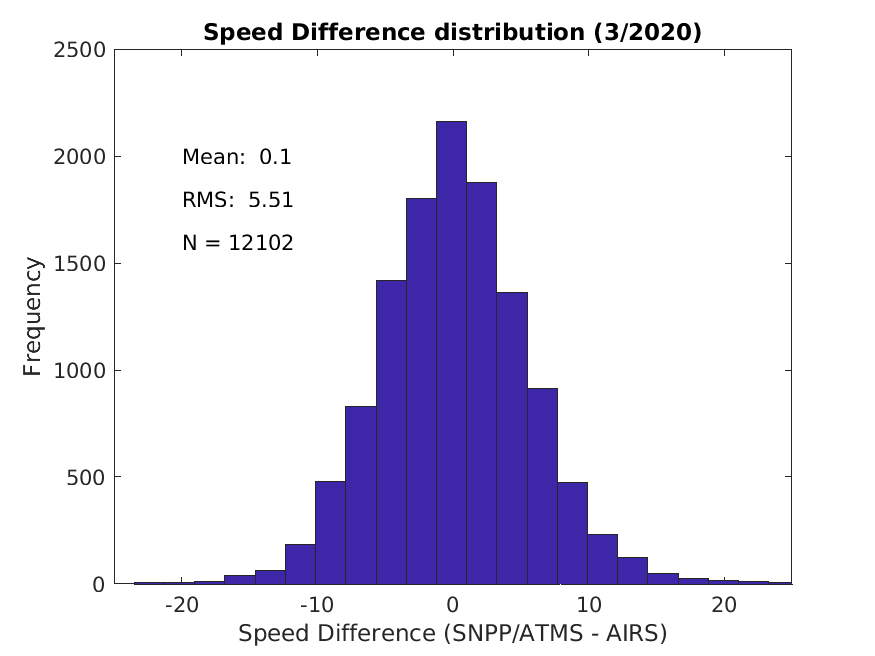 Speed Difference distribution (3/2020)
2500
2000
1500
1000
500
0
Frequency
Mean:  0.1
RMS:  5.51
N = 12102
-20 -10 0 10 20
Speed Difference (SNPP/ATMS - AIRS)